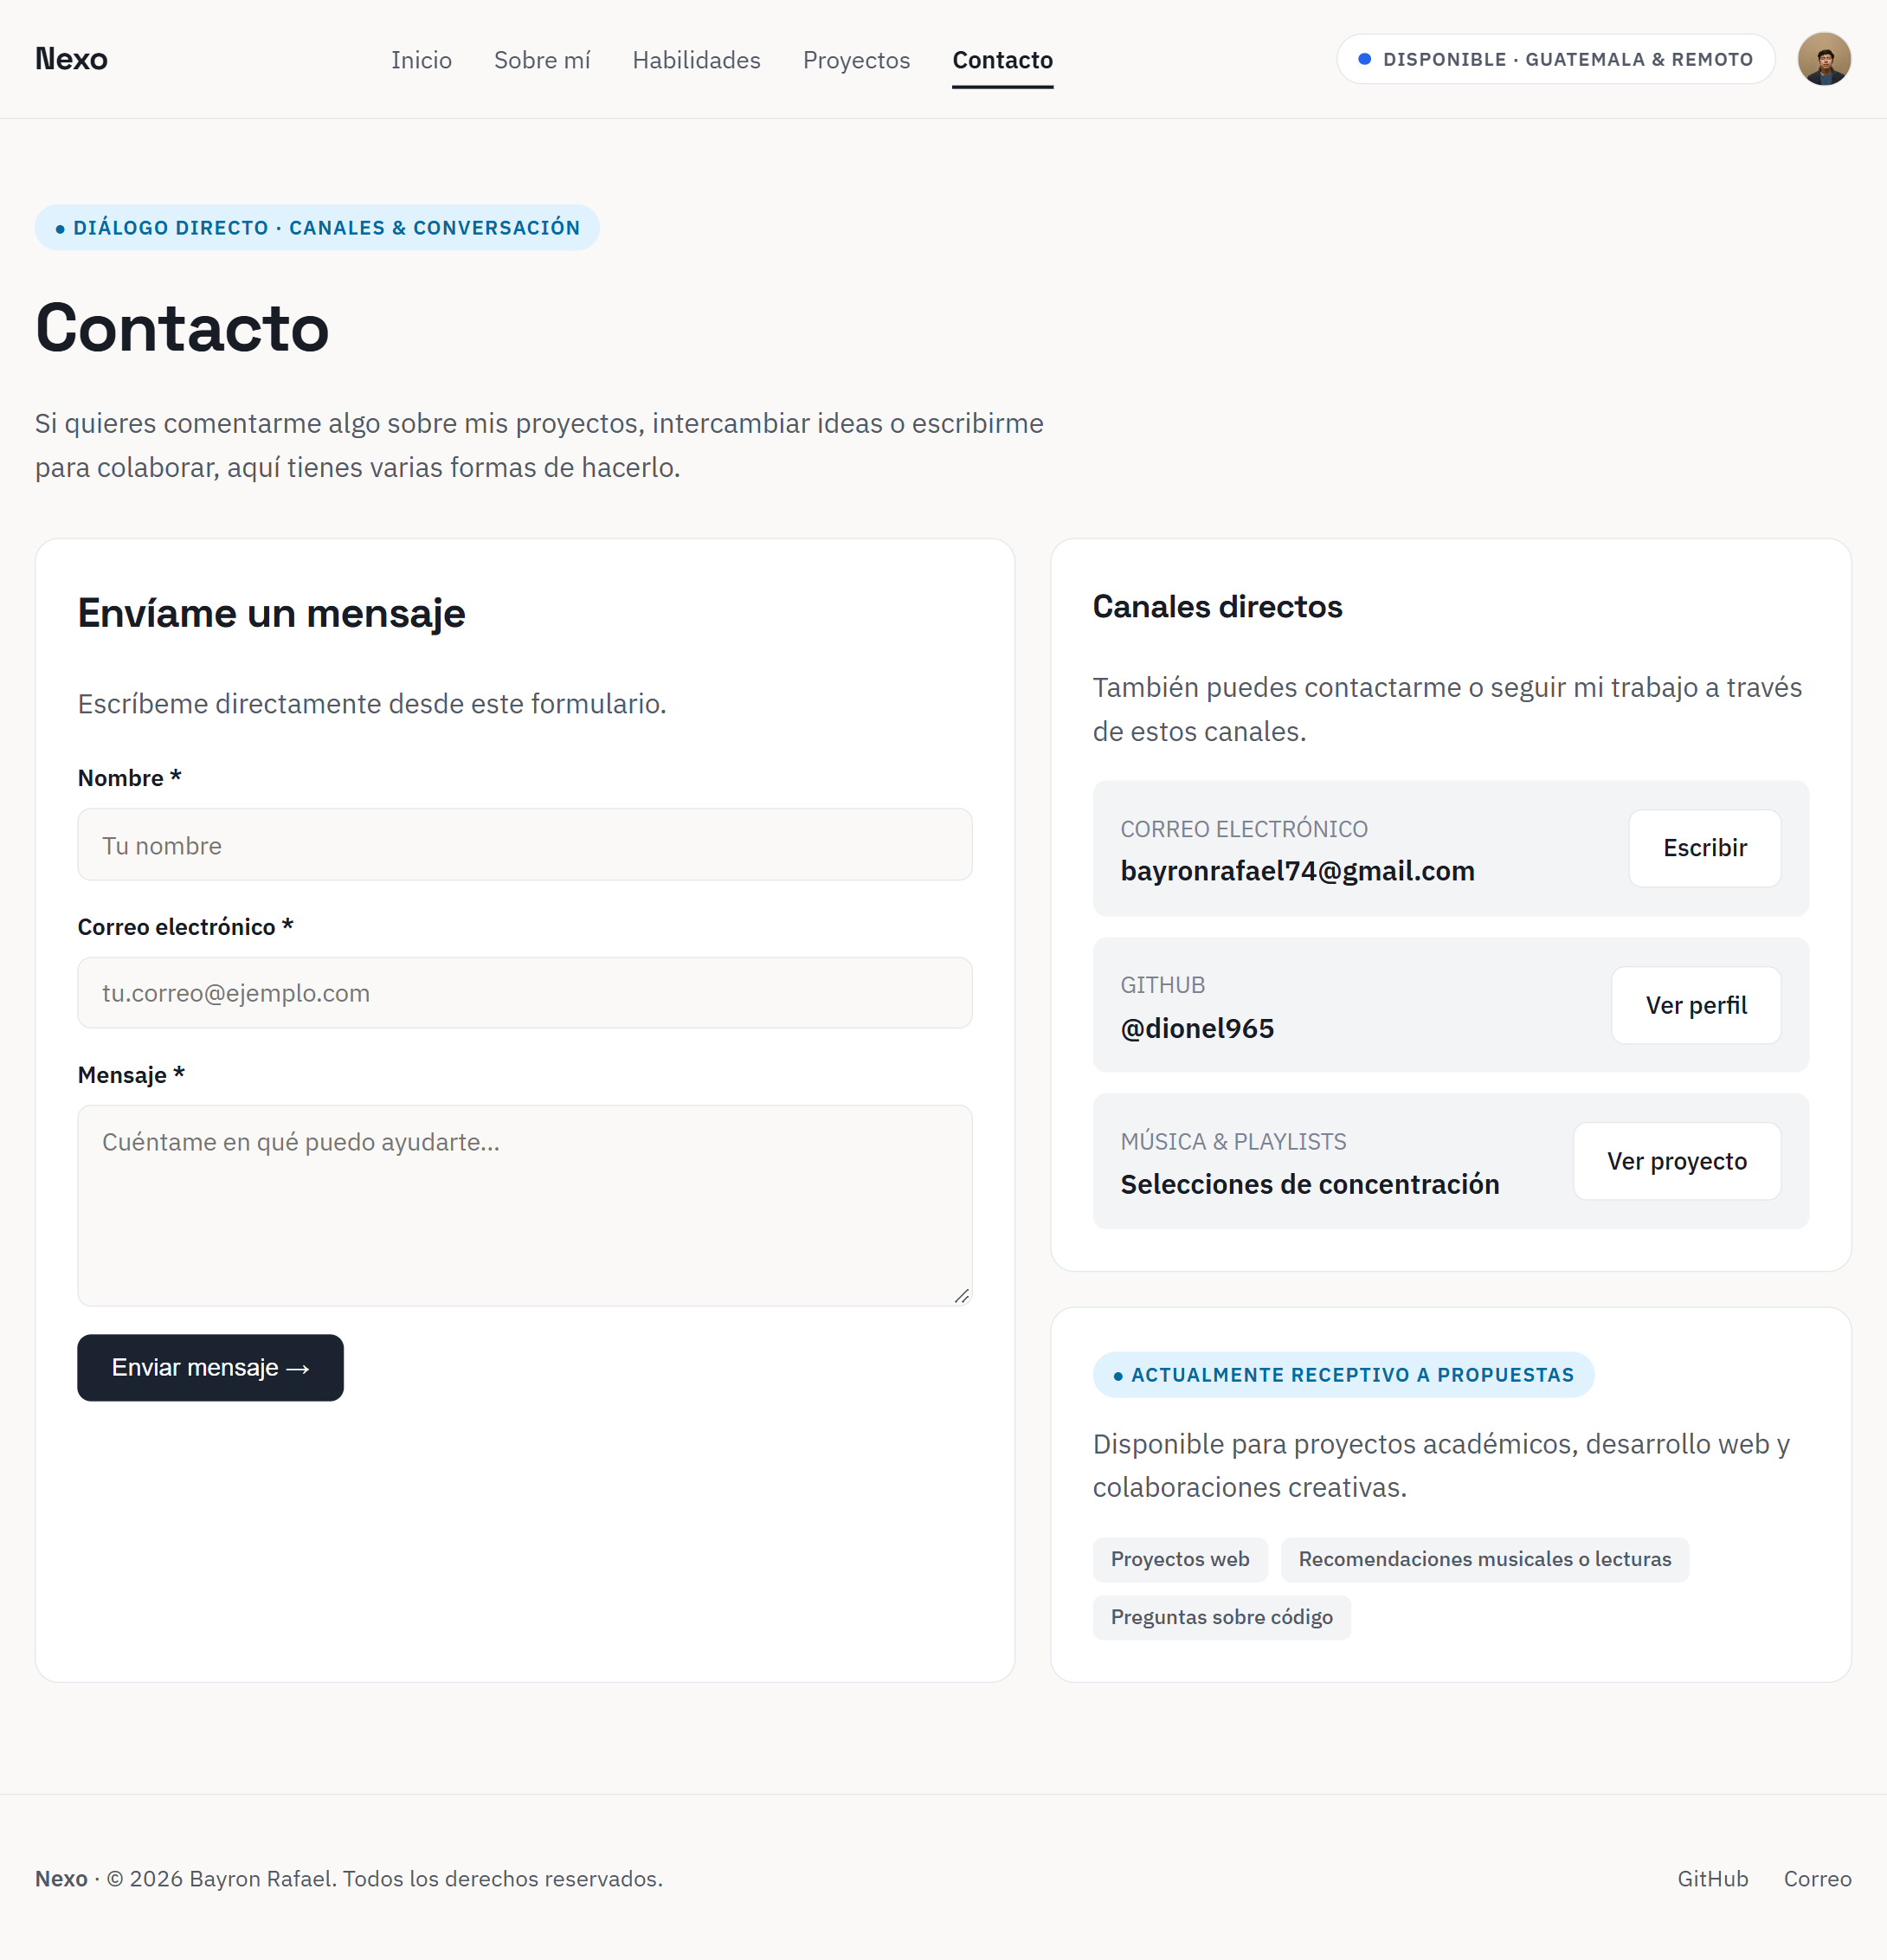 Nexo
Inicio
Sobre mí
Habilidades
Proyectos
Contacto
DISPONIBLE · GUATEMALA & REMOTO
● DIÁLOGO DIRECTO · CANALES & CONVERSACIÓN
Contacto
Si quieres comentarme algo sobre mis proyectos, intercambiar ideas o escribirme
para colaborar, aquí tienes varias formas de hacerlo.
Envíame un mensaje
Escríbeme directamente desde este formulario.
Nombre *
Tu nombre
Correo electrónico *
tu.correo@ejemplo.com
Mensaje *
Cuéntame en qué puedo ayudarte...
Enviar mensaje →
Canales directos
También puedes contactarme o seguir mi trabajo a través
de estos canales.
CORREO ELECTRÓNICO
bayronrafael74@gmail.com
Escribir
GITHUB
@dionel965
Ver perfil
MÚSICA & PLAYLISTS
Selecciones de concentración
Ver proyecto
● ACTUALMENTE RECEPTIVO A PROPUESTAS
Disponible para proyectos académicos, desarrollo web y
colaboraciones creativas.
Proyectos web
Recomendaciones musicales o lecturas
Preguntas sobre código
Nexo · © 2026 Bayron Rafael. Todos los derechos reservados.
GitHub
Correo